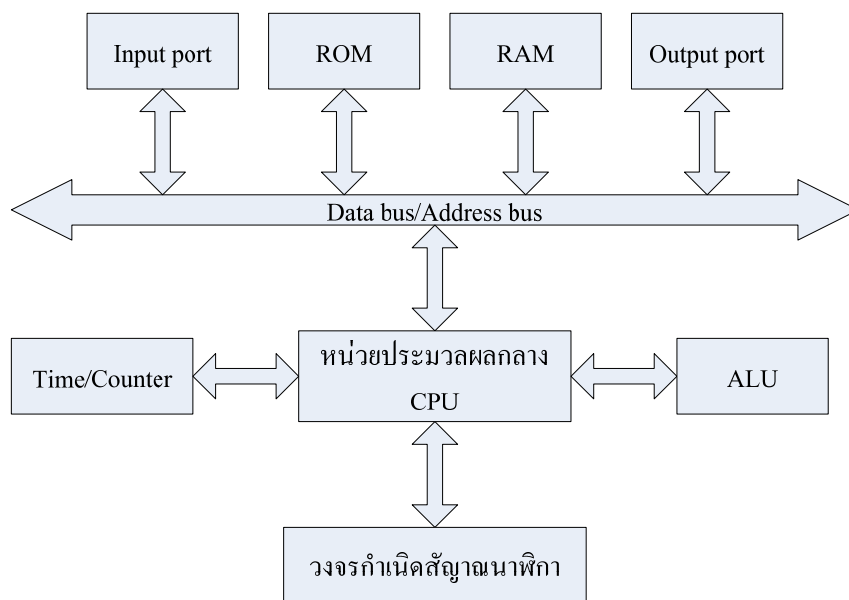 Input port
ROM
RAM
Output port
Data bus/Address bus
Time/Counter
หน่วยประมวลผลกลาง
CPU
ALU
วงจรกำเนิดสัญาณนาฬิกา